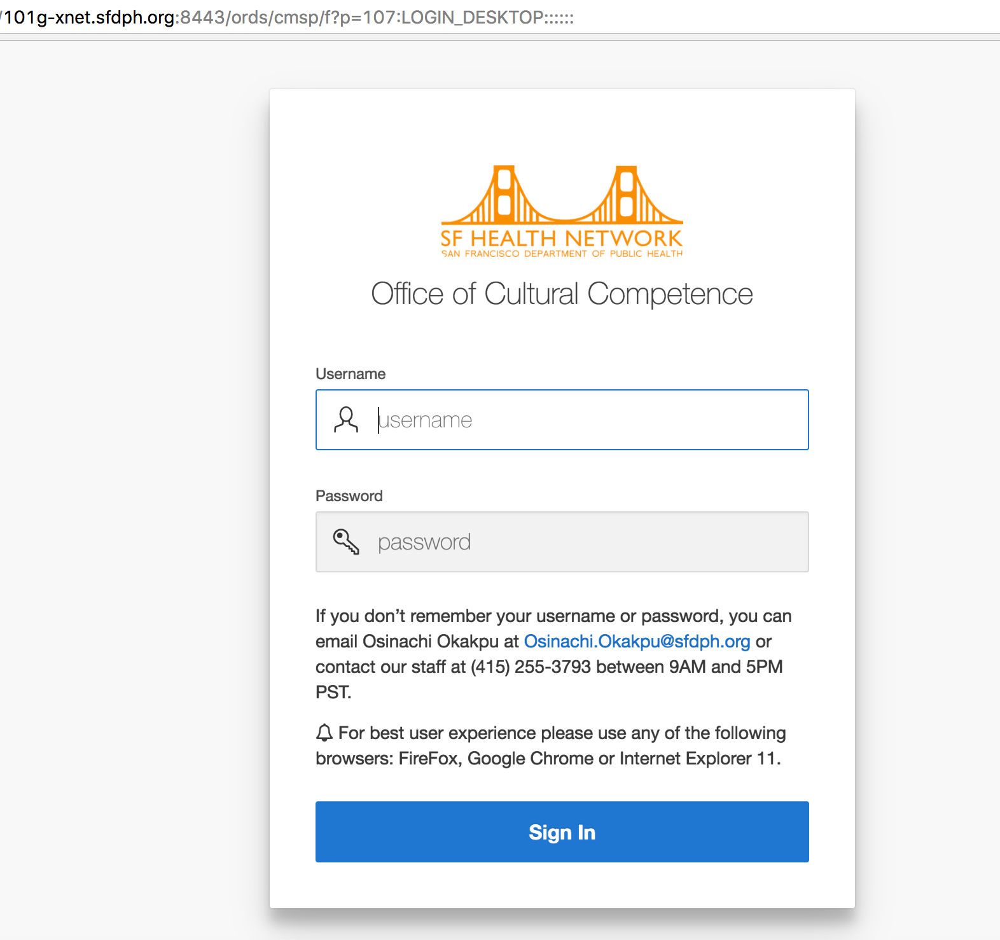 /101g-xnet.sfdph.org:8443/ords/cmsp/f?p=107:LOGIN_DESKTOP::::::
SF HEALTH NETWORK
SAN FRANCISCO DEPARTMENT OF PUBLIC HEALTH
Office of Cultural Competence
Username
username
Password
password
If you don’t remember your username or password, you can
email Osinachi Okakpu at Osinachi.Okakpu@sfdph.org or
contact our staff at (415) 255-3793 between 9AM and 5PM
PST.
For best user experience please use any of the following
browsers: FireFox, Google Chrome or Internet Explorer 11.
Sign In